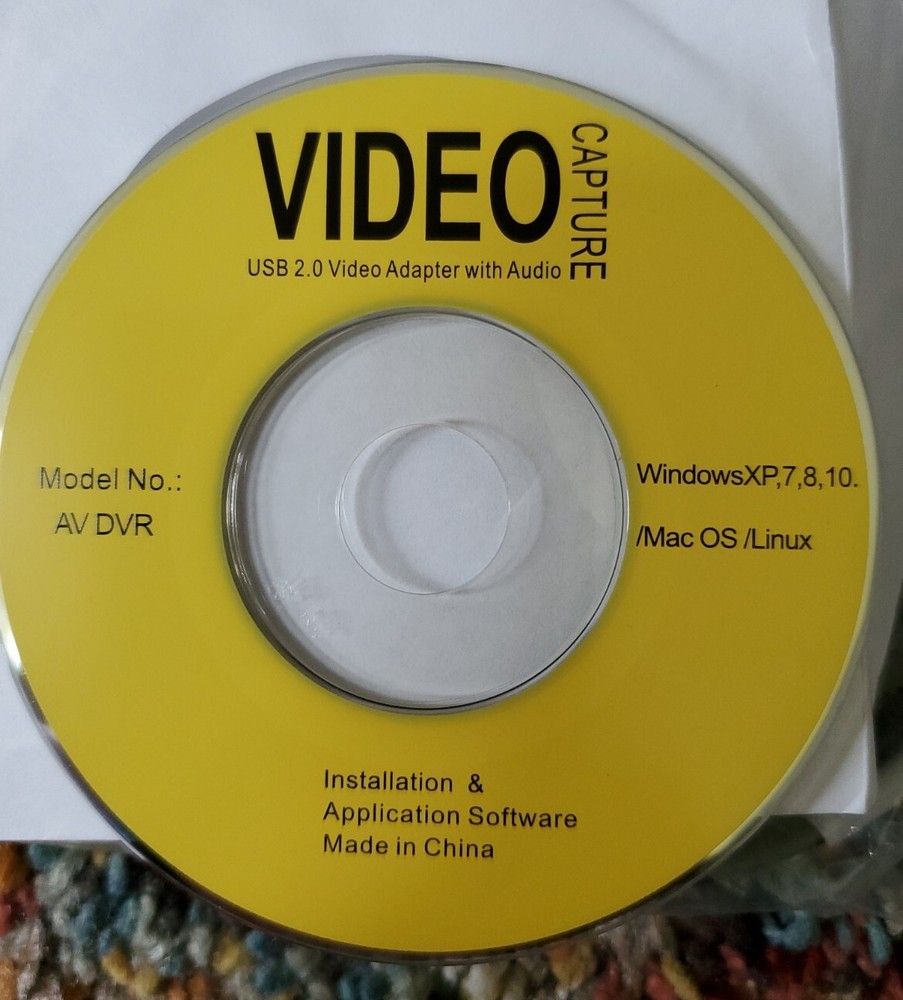 VIDEO
CAPTURE
USB 2.0 Video Adapter with Audio
Model No.:
AV DVR
WindowsXP,7,8,10.
/Mac OS /Linux
Installation &
Application Software
Made in China